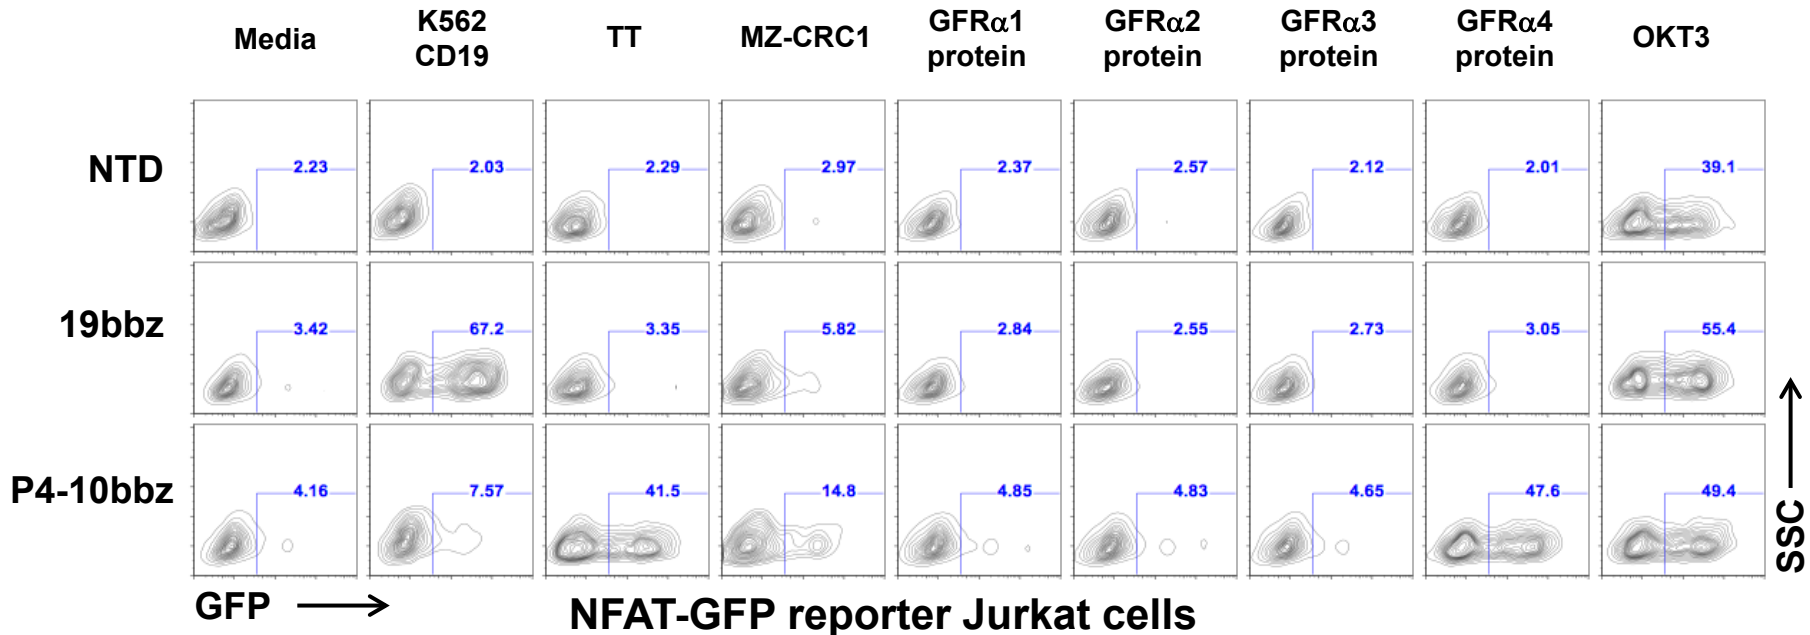 Media K562 CD19 TT MZ-CRC1 GFRα1 protein GFRα2 protein GFRα3 protein GFRα4 protein OKT3
NTD 2.23 2.03 2.29 2.97 2.37 2.57 2.12 2.01 39.1
19bbz 3.42 67.2 3.35 5.82 2.84 2.55 2.73 3.05 55.4
P4-10bbz 4.16 7.57 41.5 14.8 4.85 4.83 4.65 47.6 49.4
SSC
GFP
NFAT-GFP reporter Jurkat cells